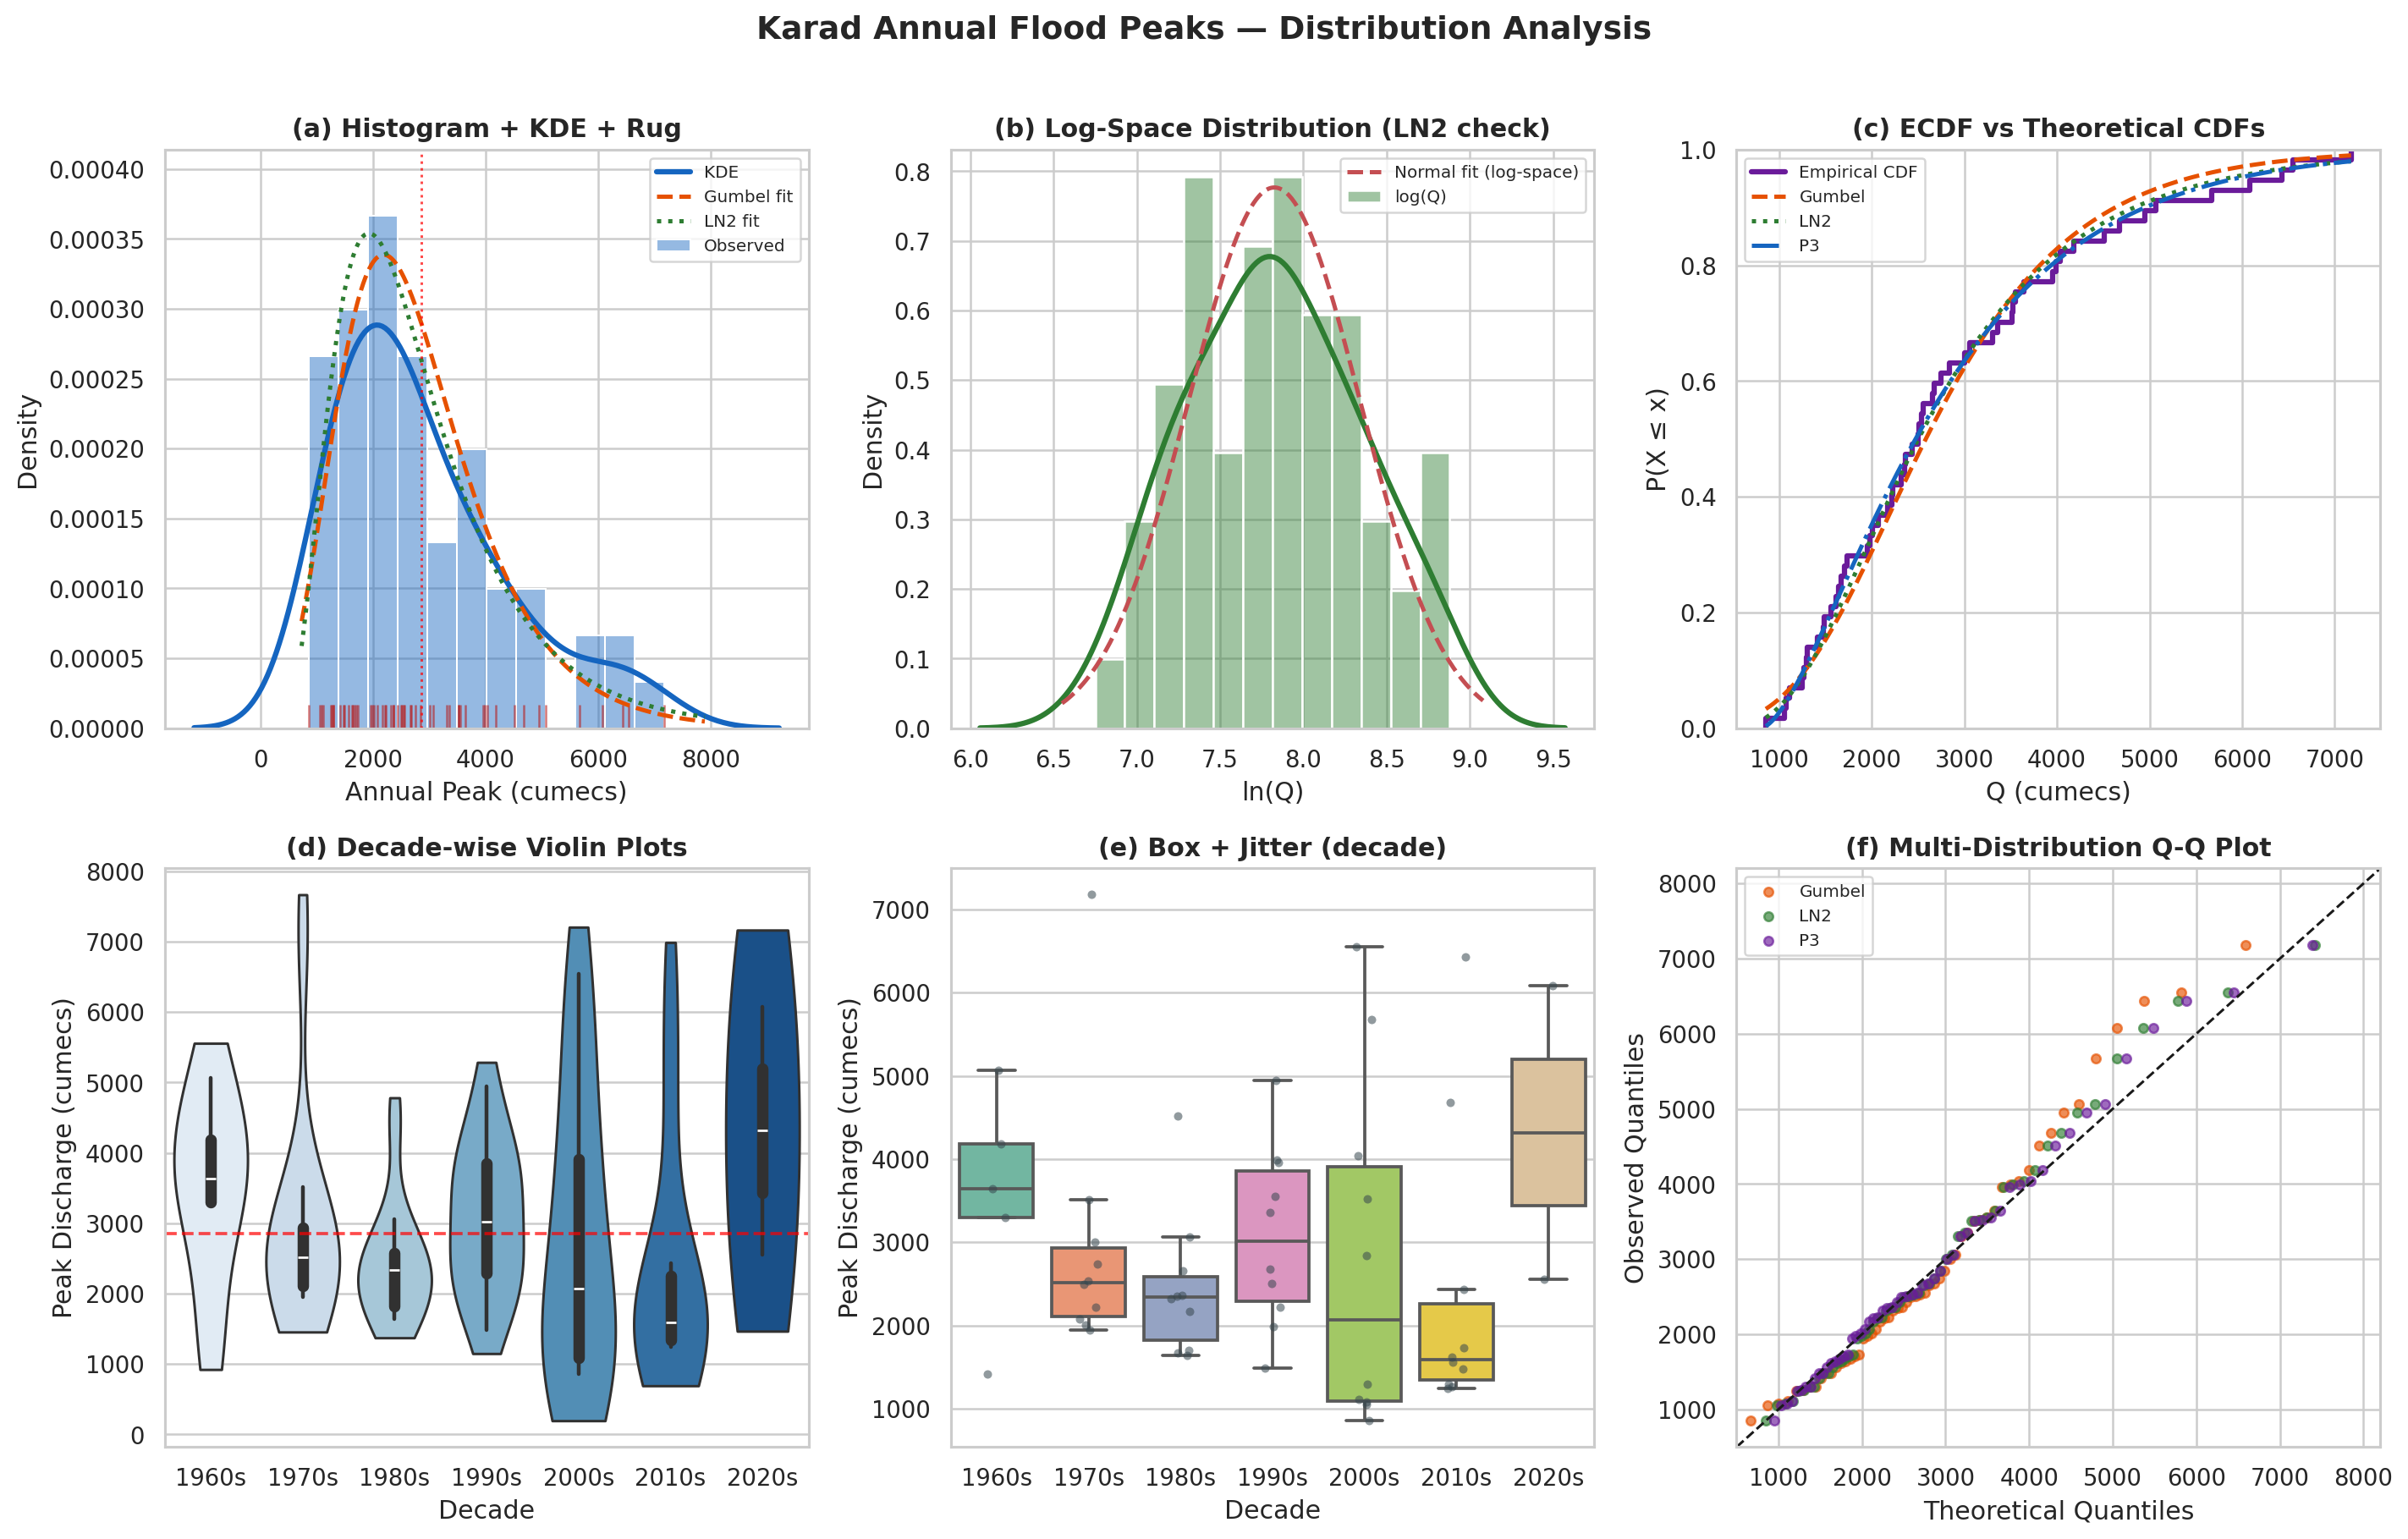 Karad Annual Flood Peaks — Distribution Analysis
(a) Histogram + KDE + Rug
KDE
Gumbel fit
LN2 fit
Observed
0.00040
0.00035
0.00030
0.00025
0.00020
0.00015
0.00010
0.00005
0.00000
Density
0 2000 4000 6000 8000
Annual Peak (cumecs)
(b) Log-Space Distribution (LN2 check)
Normal fit (log-space)
log(Q)
0.8
0.7
0.6
0.5
0.4
0.3
0.2
0.1
0.0
Density
6.0 6.5 7.0 7.5 8.0 8.5 9.0 9.5
ln(Q)
(c) ECDF vs Theoretical CDFs
Empirical CDF
Gumbel
LN2
P3
1.0
0.8
0.6
0.4
0.2
0.0
P(X ≤ x)
1000 2000 3000 4000 5000 6000 7000
Q (cumecs)
(d) Decade-wise Violin Plots
8000
7000
6000
5000
4000
3000
2000
1000
0
Peak Discharge (cumecs)
1960s 1970s 1980s 1990s 2000s 2010s 2020s
Decade
(e) Box + Jitter (decade)
7000
6000
5000
4000
3000
2000
1000
Peak Discharge (cumecs)
1960s 1970s 1980s 1990s 2000s 2010s 2020s
Decade
(f) Multi-Distribution Q-Q Plot
Gumbel
LN2
P3
8000
7000
6000
5000
4000
3000
2000
1000
Observed Quantiles
1000 2000 3000 4000 5000 6000 7000 8000
Theoretical Quantiles